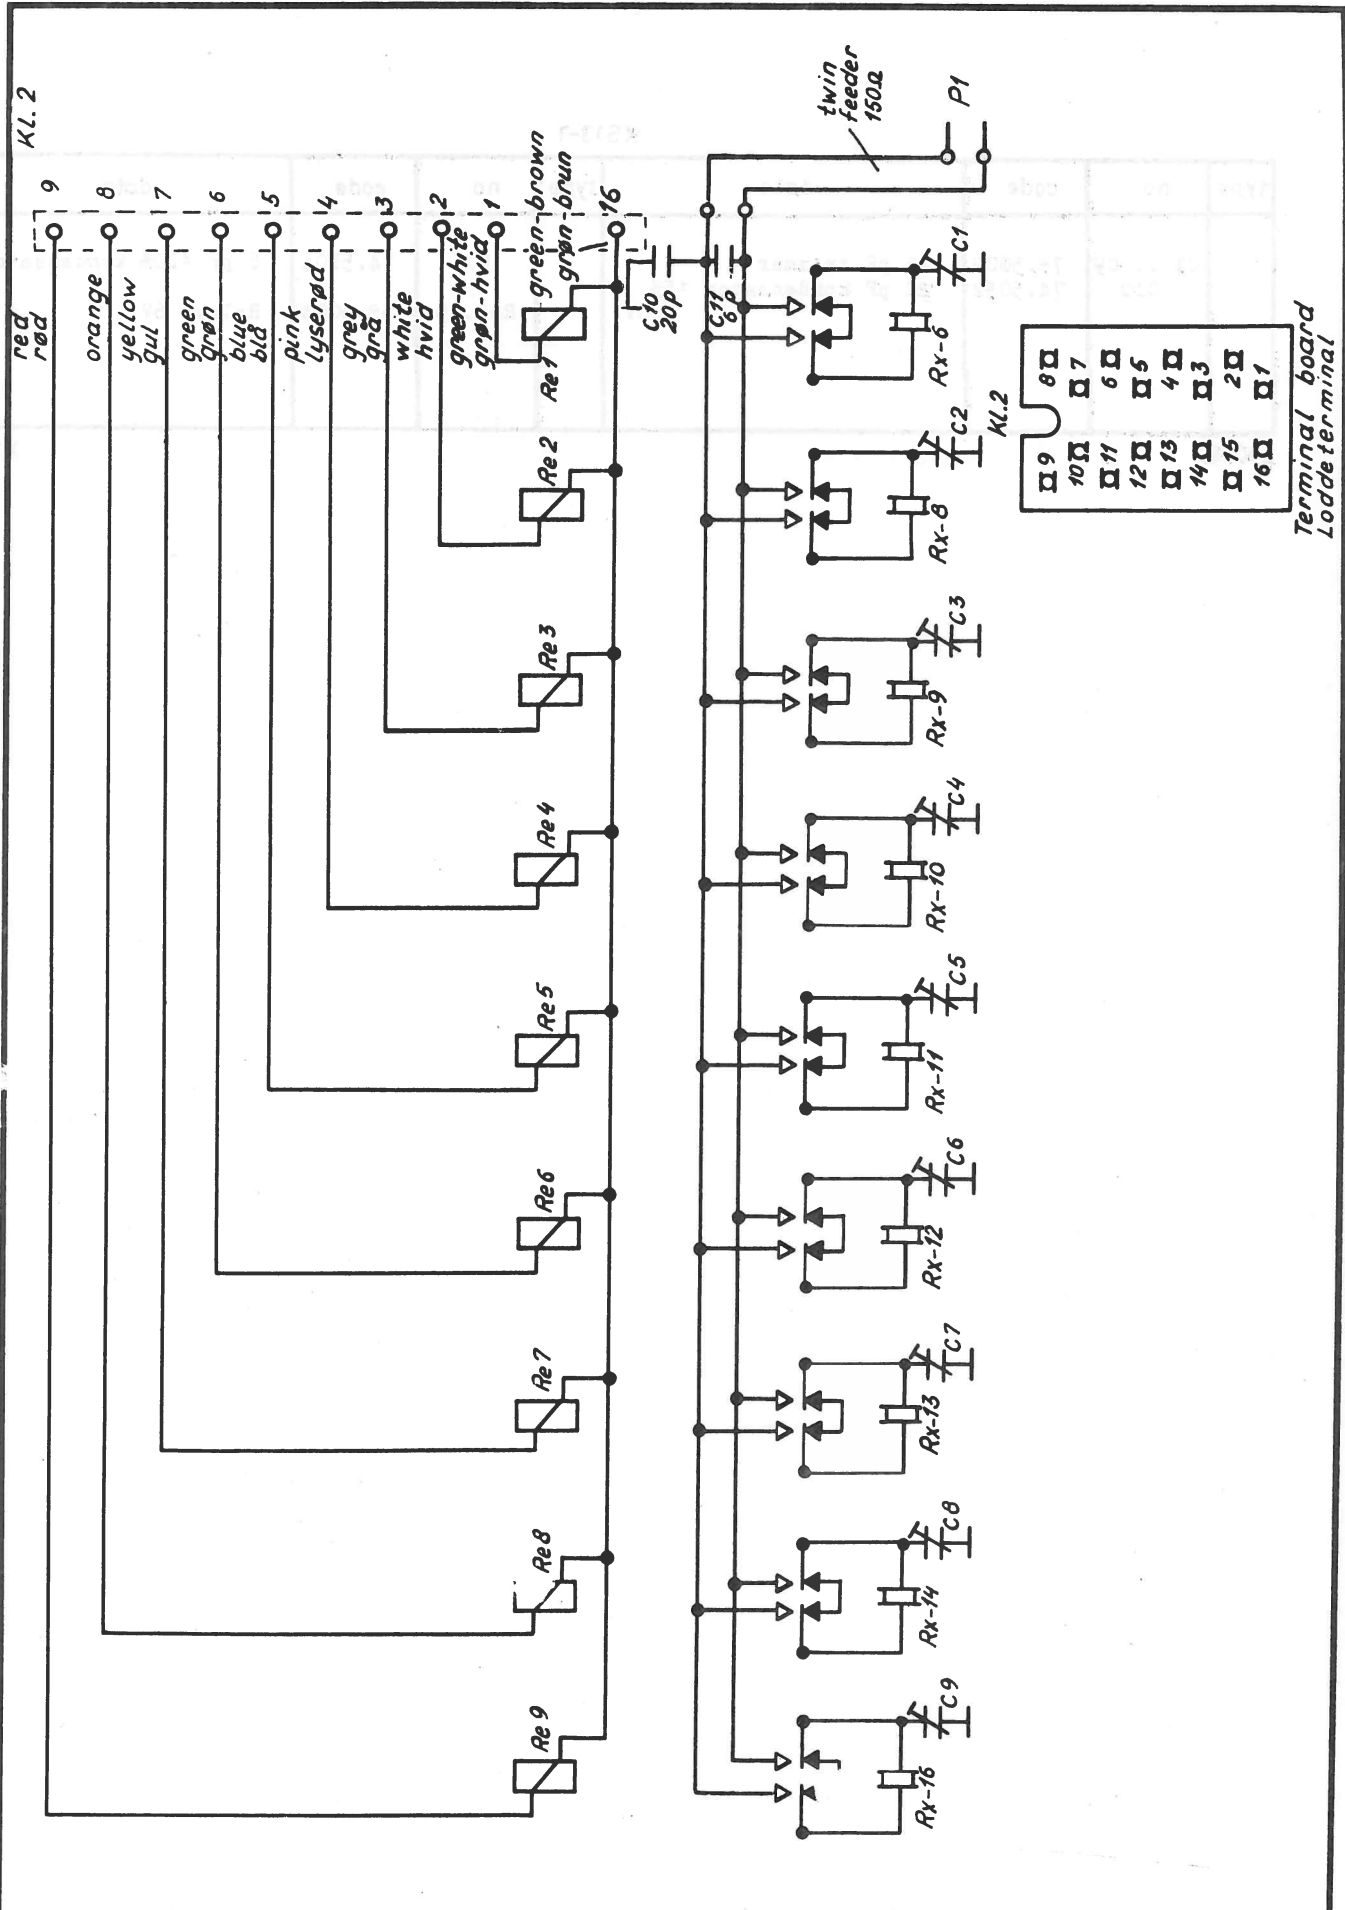 Kl. 2
9
8
7
6
5
4
3
2
1
16
red
rød
orange
yellow
gul
green
grøn
blue
blå
pink
lyserød
grey
grå
white
hvid
green-white
grøn-hvid
green-brown
grøn-brun
Re9
Re8
Re7
Re6
Re5
Re4
Re3
Re2
Re1
C10
20p
C11
6p
twin
feeder
150Ω
P1
Rx-16
C9
Rx-14
C8
Rx-13
C7
Rx-12
C6
Rx-11
C5
Rx-10
C4
Rx-9
C3
Rx-8
C2
Rx-6
C1
Kl.2
9 8
10 7
11 6
12 5
13 4
14 3
15 2
16 1
Terminal board
Loddeterminal